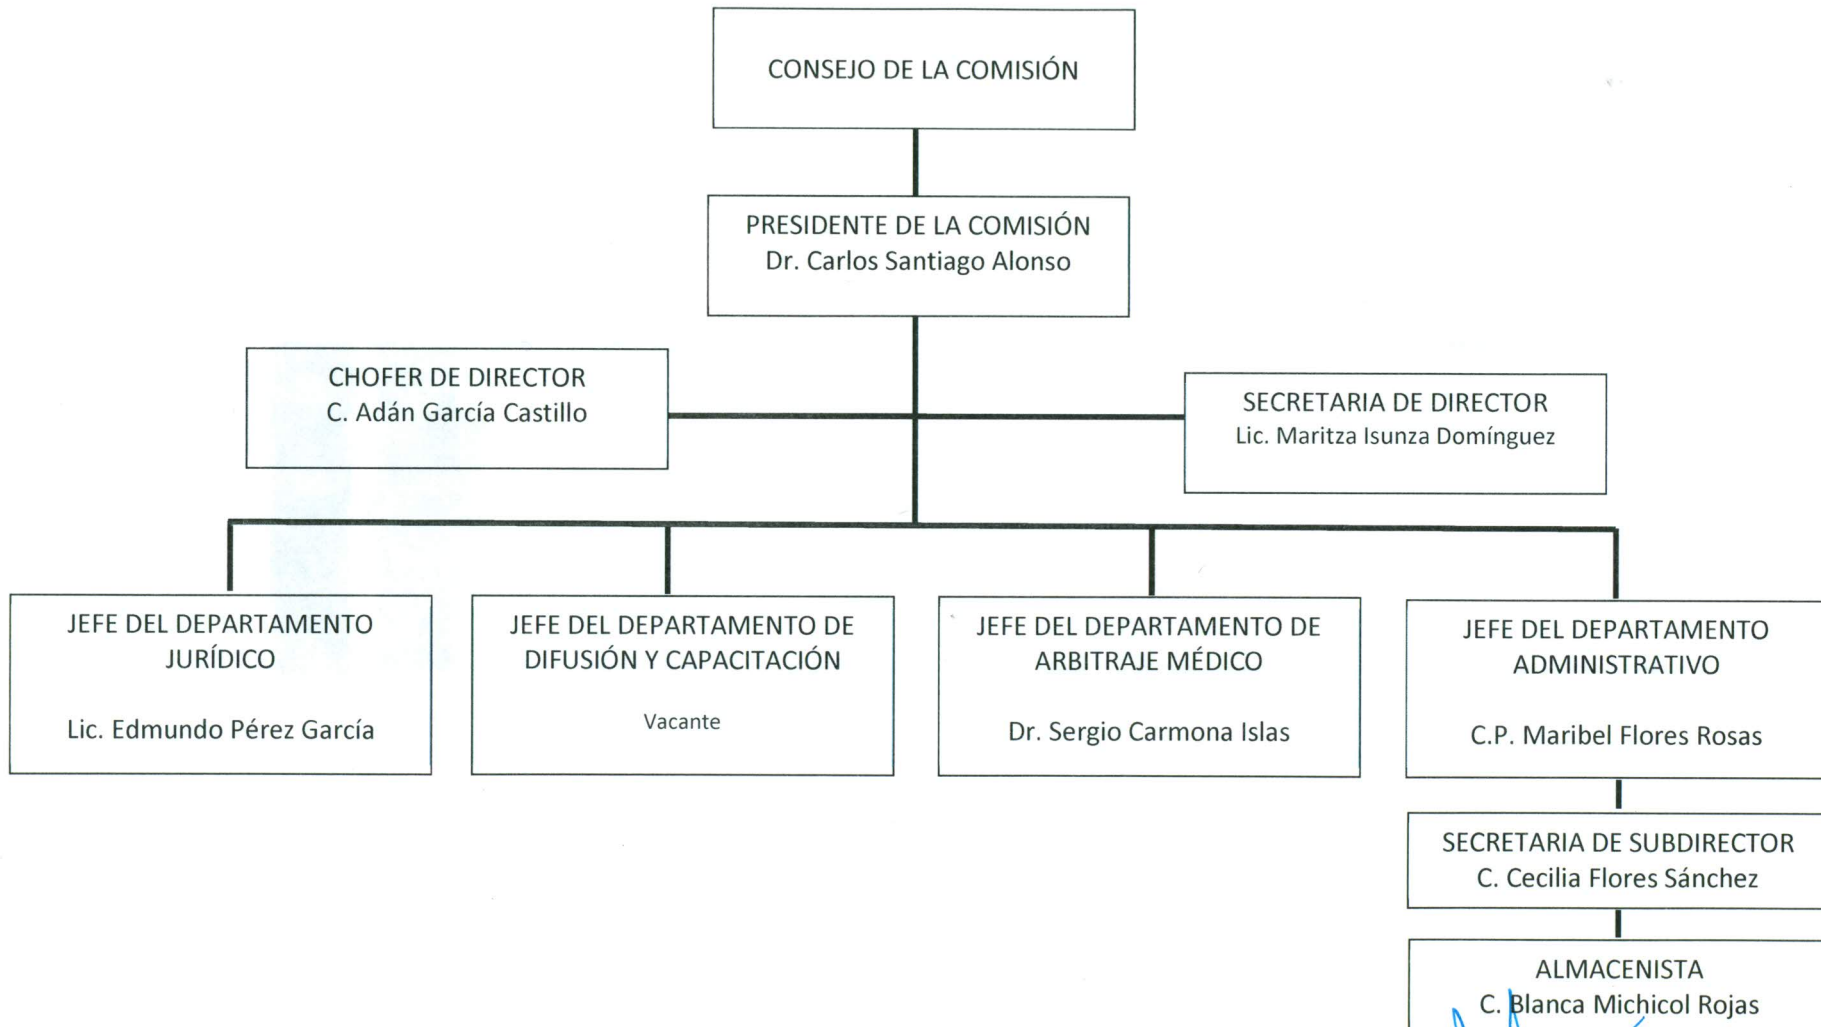 CONSEJO DE LA COMISIÓN
PRESIDENTE DE LA COMISIÓN
Dr. Carlos Santiago Alonso
CHOFER DE DIRECTOR
C. Adán García Castillo
SECRETARIA DE DIRECTOR
Lic. Maritza Isunza Domínguez
JEFE DEL DEPARTAMENTO
JURÍDICO
Lic. Edmundo Pérez García
JEFE DEL DEPARTAMENTO DE
DIFUSIÓN Y CAPACITACIÓN
Vacante
JEFE DEL DEPARTAMENTO DE
ARBITRAJE MÉDICO
Dr. Sergio Carmona Islas
JEFE DEL DEPARTAMENTO
ADMINISTRATIVO
C.P. Maribel Flores Rosas
SECRETARIA DE SUBDIRECTOR
C. Cecilia Flores Sánchez
ALMACENISTA
C. Blanca Michicol Rojas